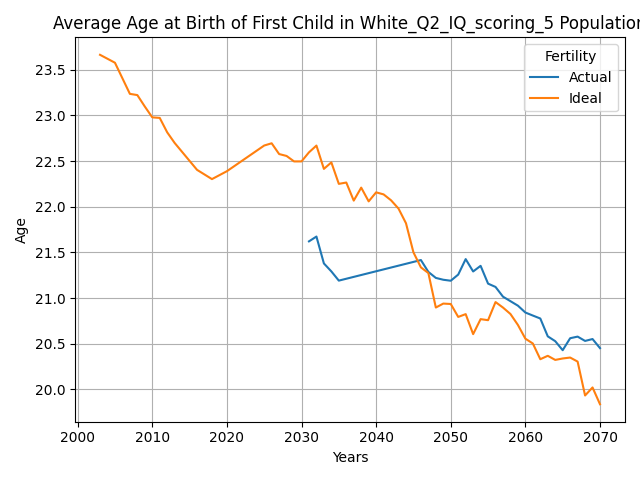 Average Age at Birth of First Child in White_Q2_IQ_scoring_5 Population
Fertility
Actual
Ideal
23.5
23.0
22.5
22.0
21.5
21.0
20.5
20.0
Age
2000 2010 2020 2030 2040 2050 2060 2070
Years